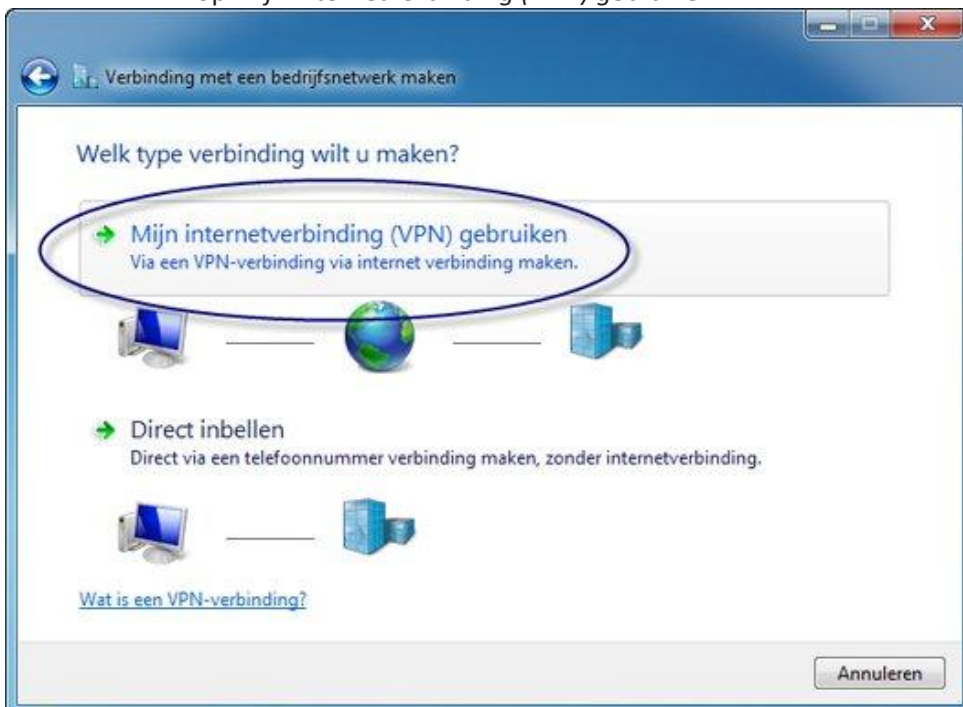 Verbinding met een bedrijfsnetwerk maken
Welk type verbinding wilt u maken?
Mijn internetverbinding (VPN) gebruiken
Via een VPN-verbinding via internet verbinding maken.
Direct inbellen
Direct via een telefoonnummer verbinding maken, zonder internetverbinding.
Wat is een VPN-verbinding?
Annuleren